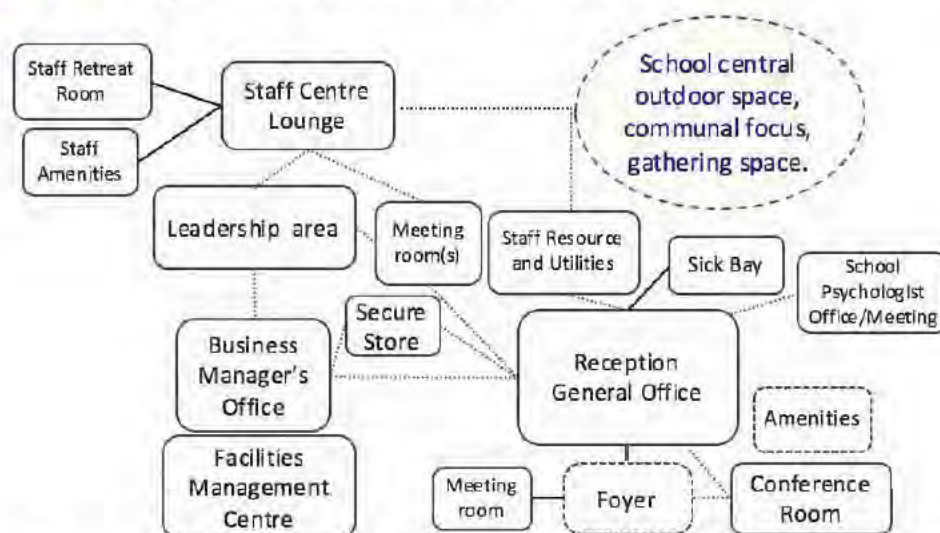 Staff Retreat
Room
Staff
Amenities
Staff Centre
Lounge
School central
outdoor space,
communal focus,
gathering space.
Leadership area
Meeting
room(s)
Staff Resource
and Utilities
Sick Bay
School
Psychologist
Office/Meeting
Secure
Store
Business
Manager's
Office
Reception
General Office
Amenities
Facilities
Management
Centre
Meeting
room
Foyer
Conference
Room